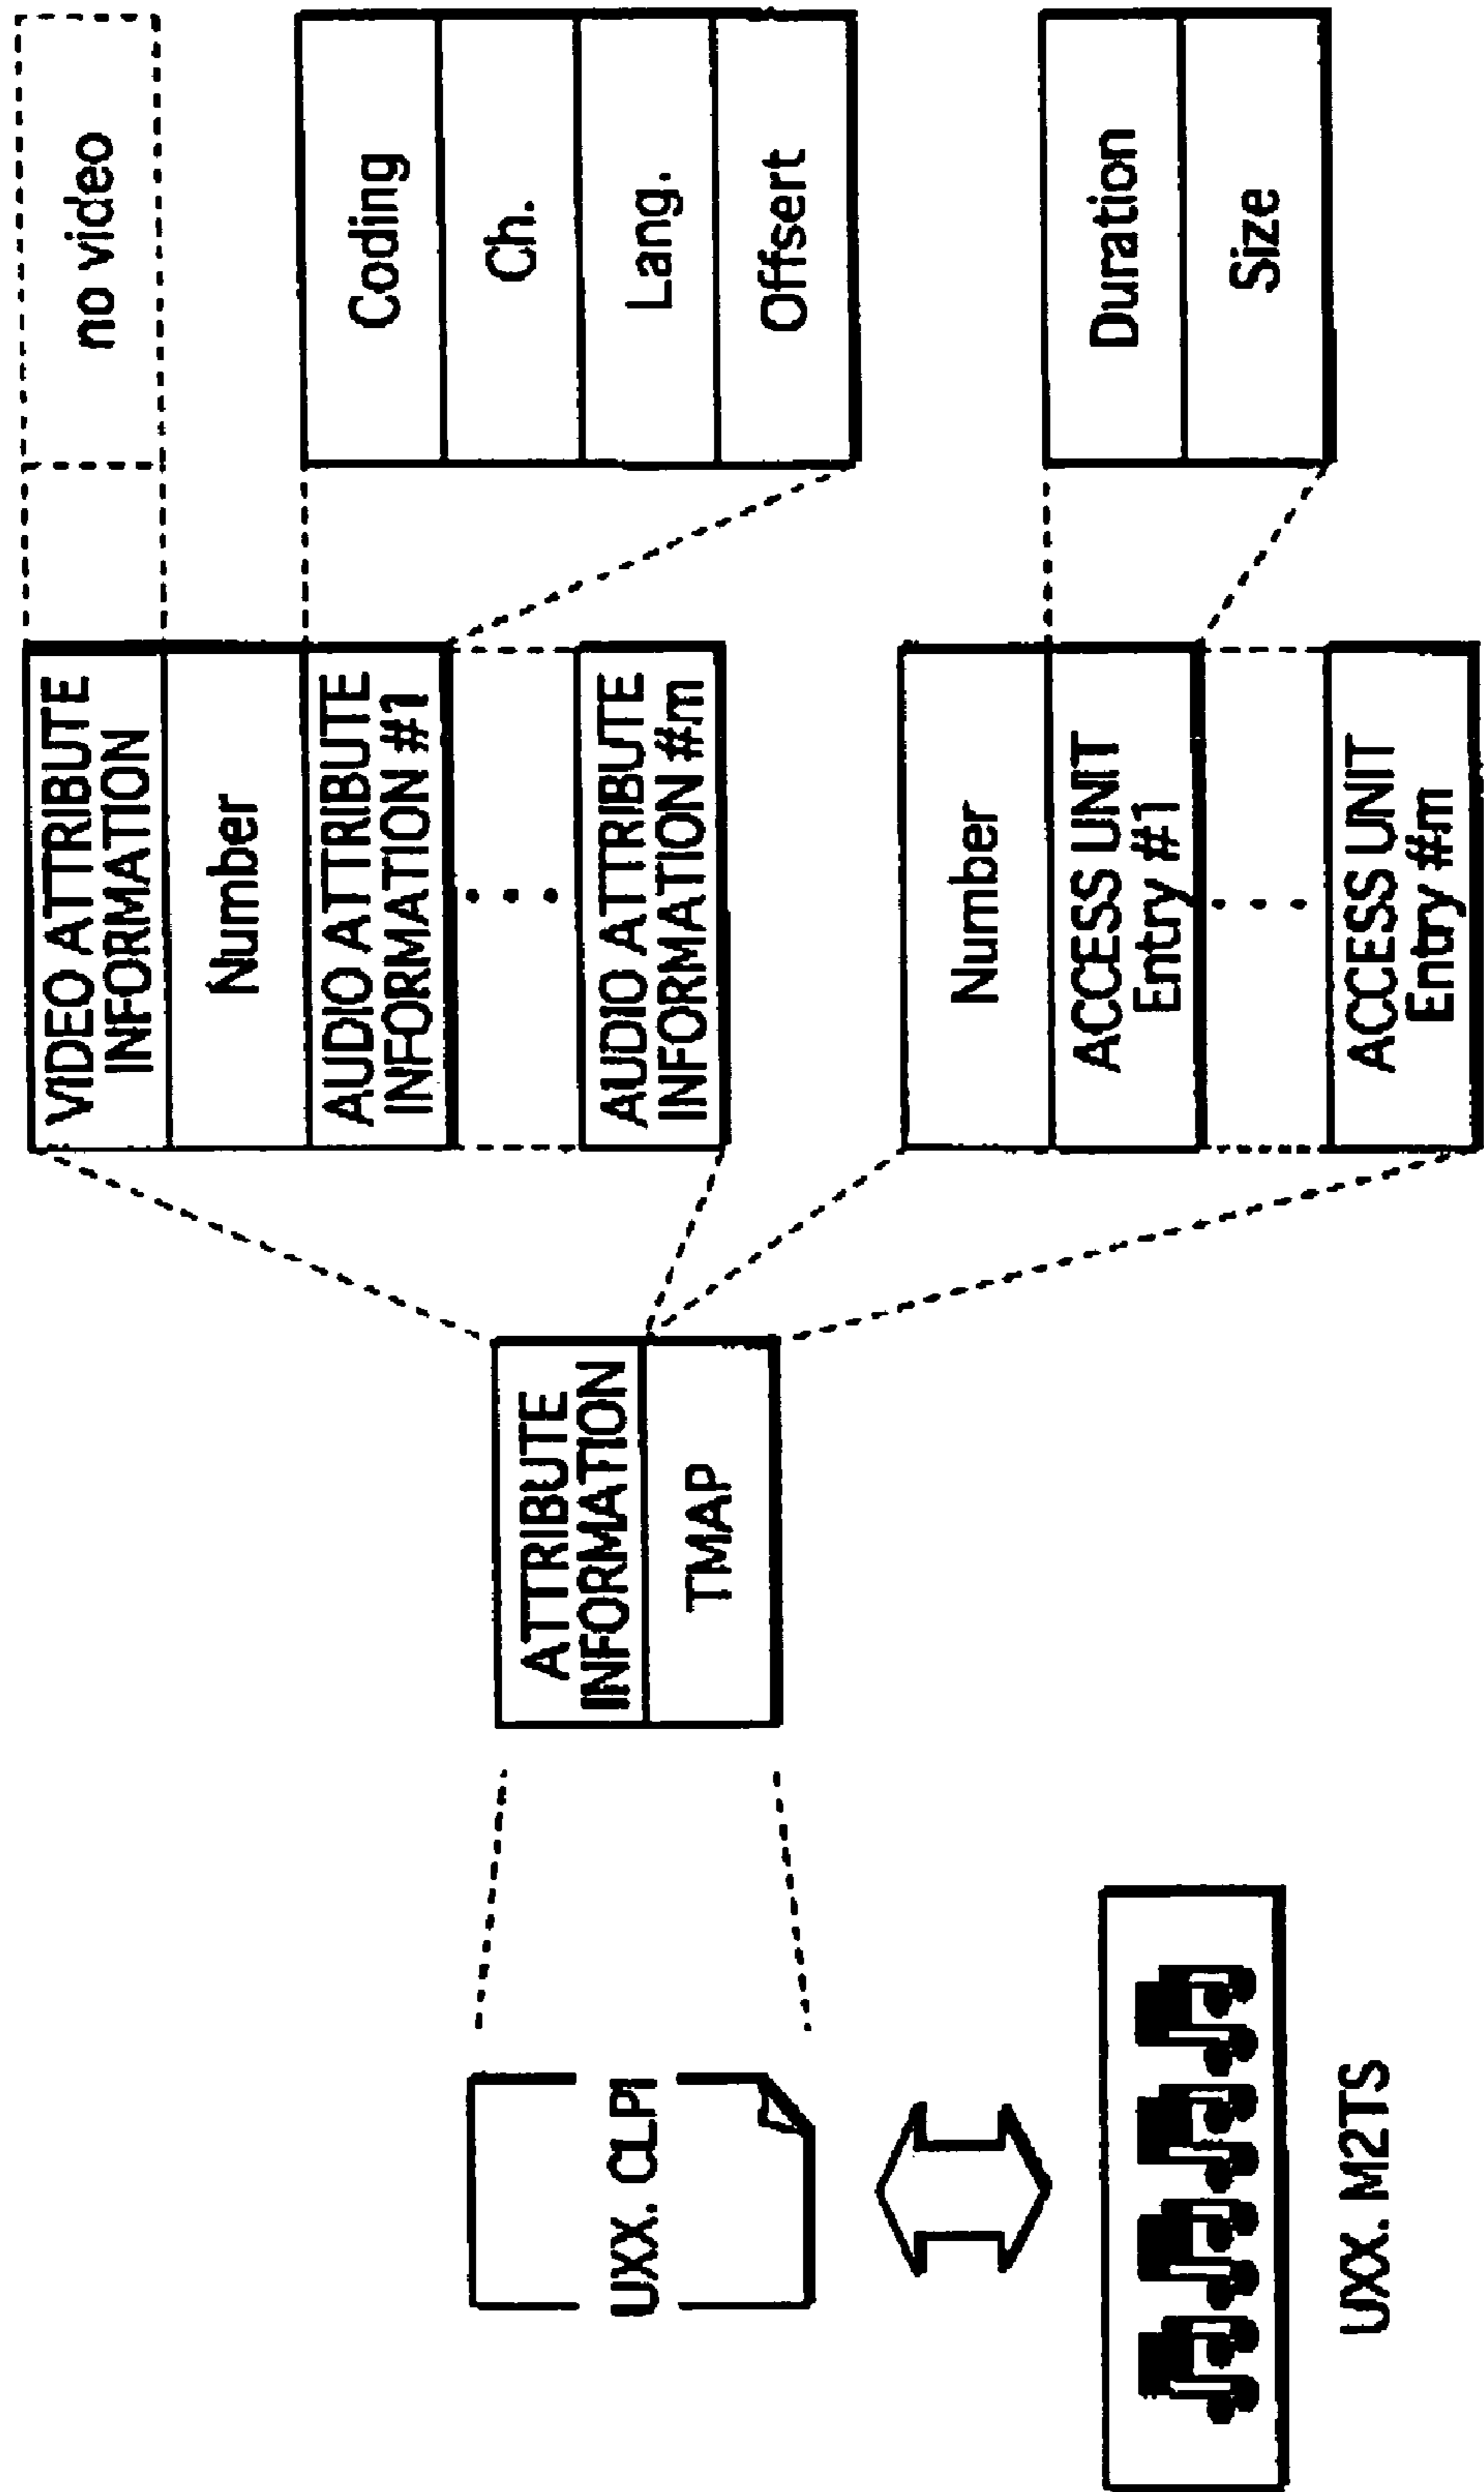 UXX. CLPI
UXX. M2TS
ATTRIBUTE
INFORMATION
TMAP
VIDEO ATTRIBUTE
INFORMATION
Number
AUDIO ATTRIBUTE
INFORMATION #1
AUDIO ATTRIBUTE
INFORMATION #m
Number
ACCESS UNIT
Entry #1
ACCESS UNIT
Entry #m
no video
Coding
Ch.
Lang.
Offsert
Duration
Size